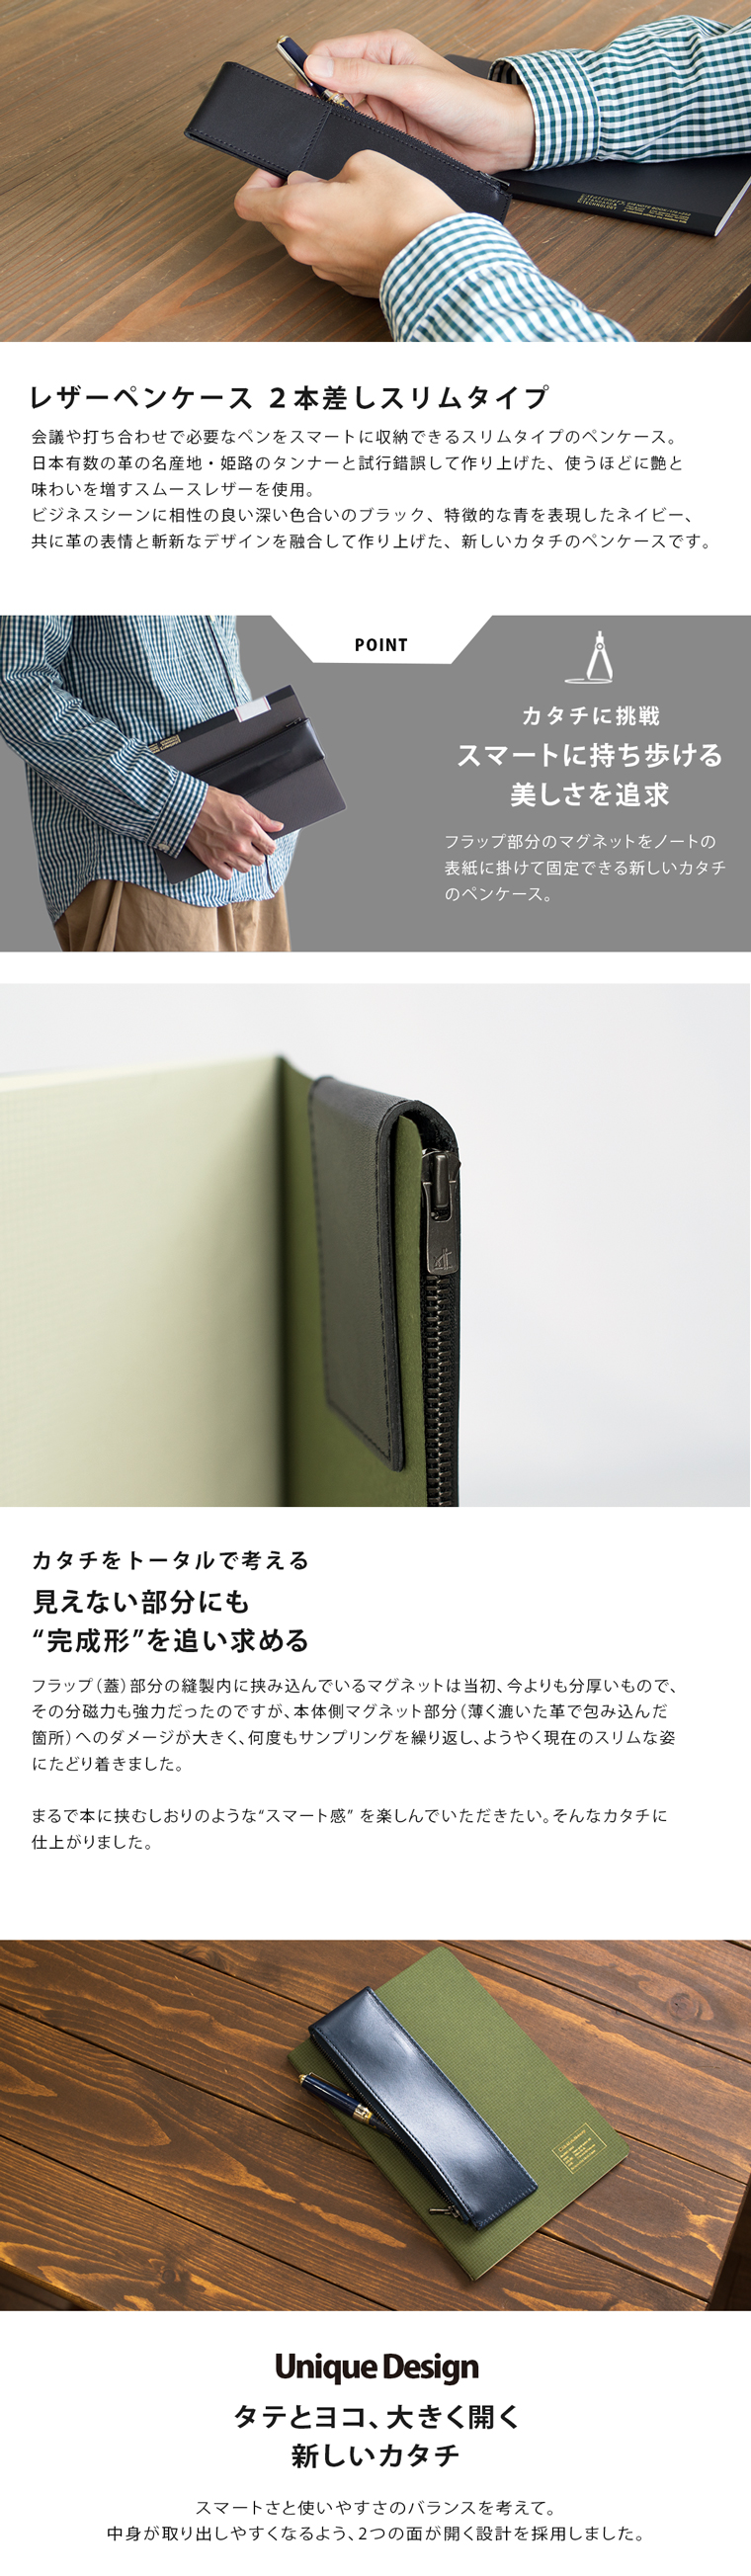 レザーペンケース 2本差しスリムタイプ
会議や打ち合わせで必要なペンをスマートに収納できるスリムタイプのペンケース。
日本有数の革の名産地・姫路のタンナーと試行錯誤して作り上げた、使うほどに艶と
味わいを増すスムースレザーを使用。
ビジネスシーンに相性の良い深い色合いのブラック、特徴的な青を表現したネイビー、
共に革の表情と斬新なデザインを融合して作り上げた、新しいカタチのペンケースです。
POINT
カタチに挑戦
スマートに持ち歩ける
美しさを追求
フラップ部分のマグネットをノートの
表紙に掛けて固定できる新しいカタチ
のペンケース。
カタチをトータルで考える
見えない部分にも
“完成形”を追い求める
フラップ（蓋）部分の縫製内に挟み込んでいるマグネットは当初、今よりも分厚いもので、
その分磁力も強力だったのですが、本体側マグネット部分（薄く漉いた革で包み込んだ
箇所）へのダメージが大きく、何度もサンプリングを繰り返し、ようやく現在のスリムな姿
にたどり着きました。
まるで本に挟むしおりのような“スマート感” を楽しんでいただきたい。そんなカタチに
仕上がりました。
Unique Design
タテとヨコ、大きく開く
新しいカタチ
スマートさと使いやすさのバランスを考えて。
中身が取り出しやすくなるよう、2つの面が開く設計を採用しました。